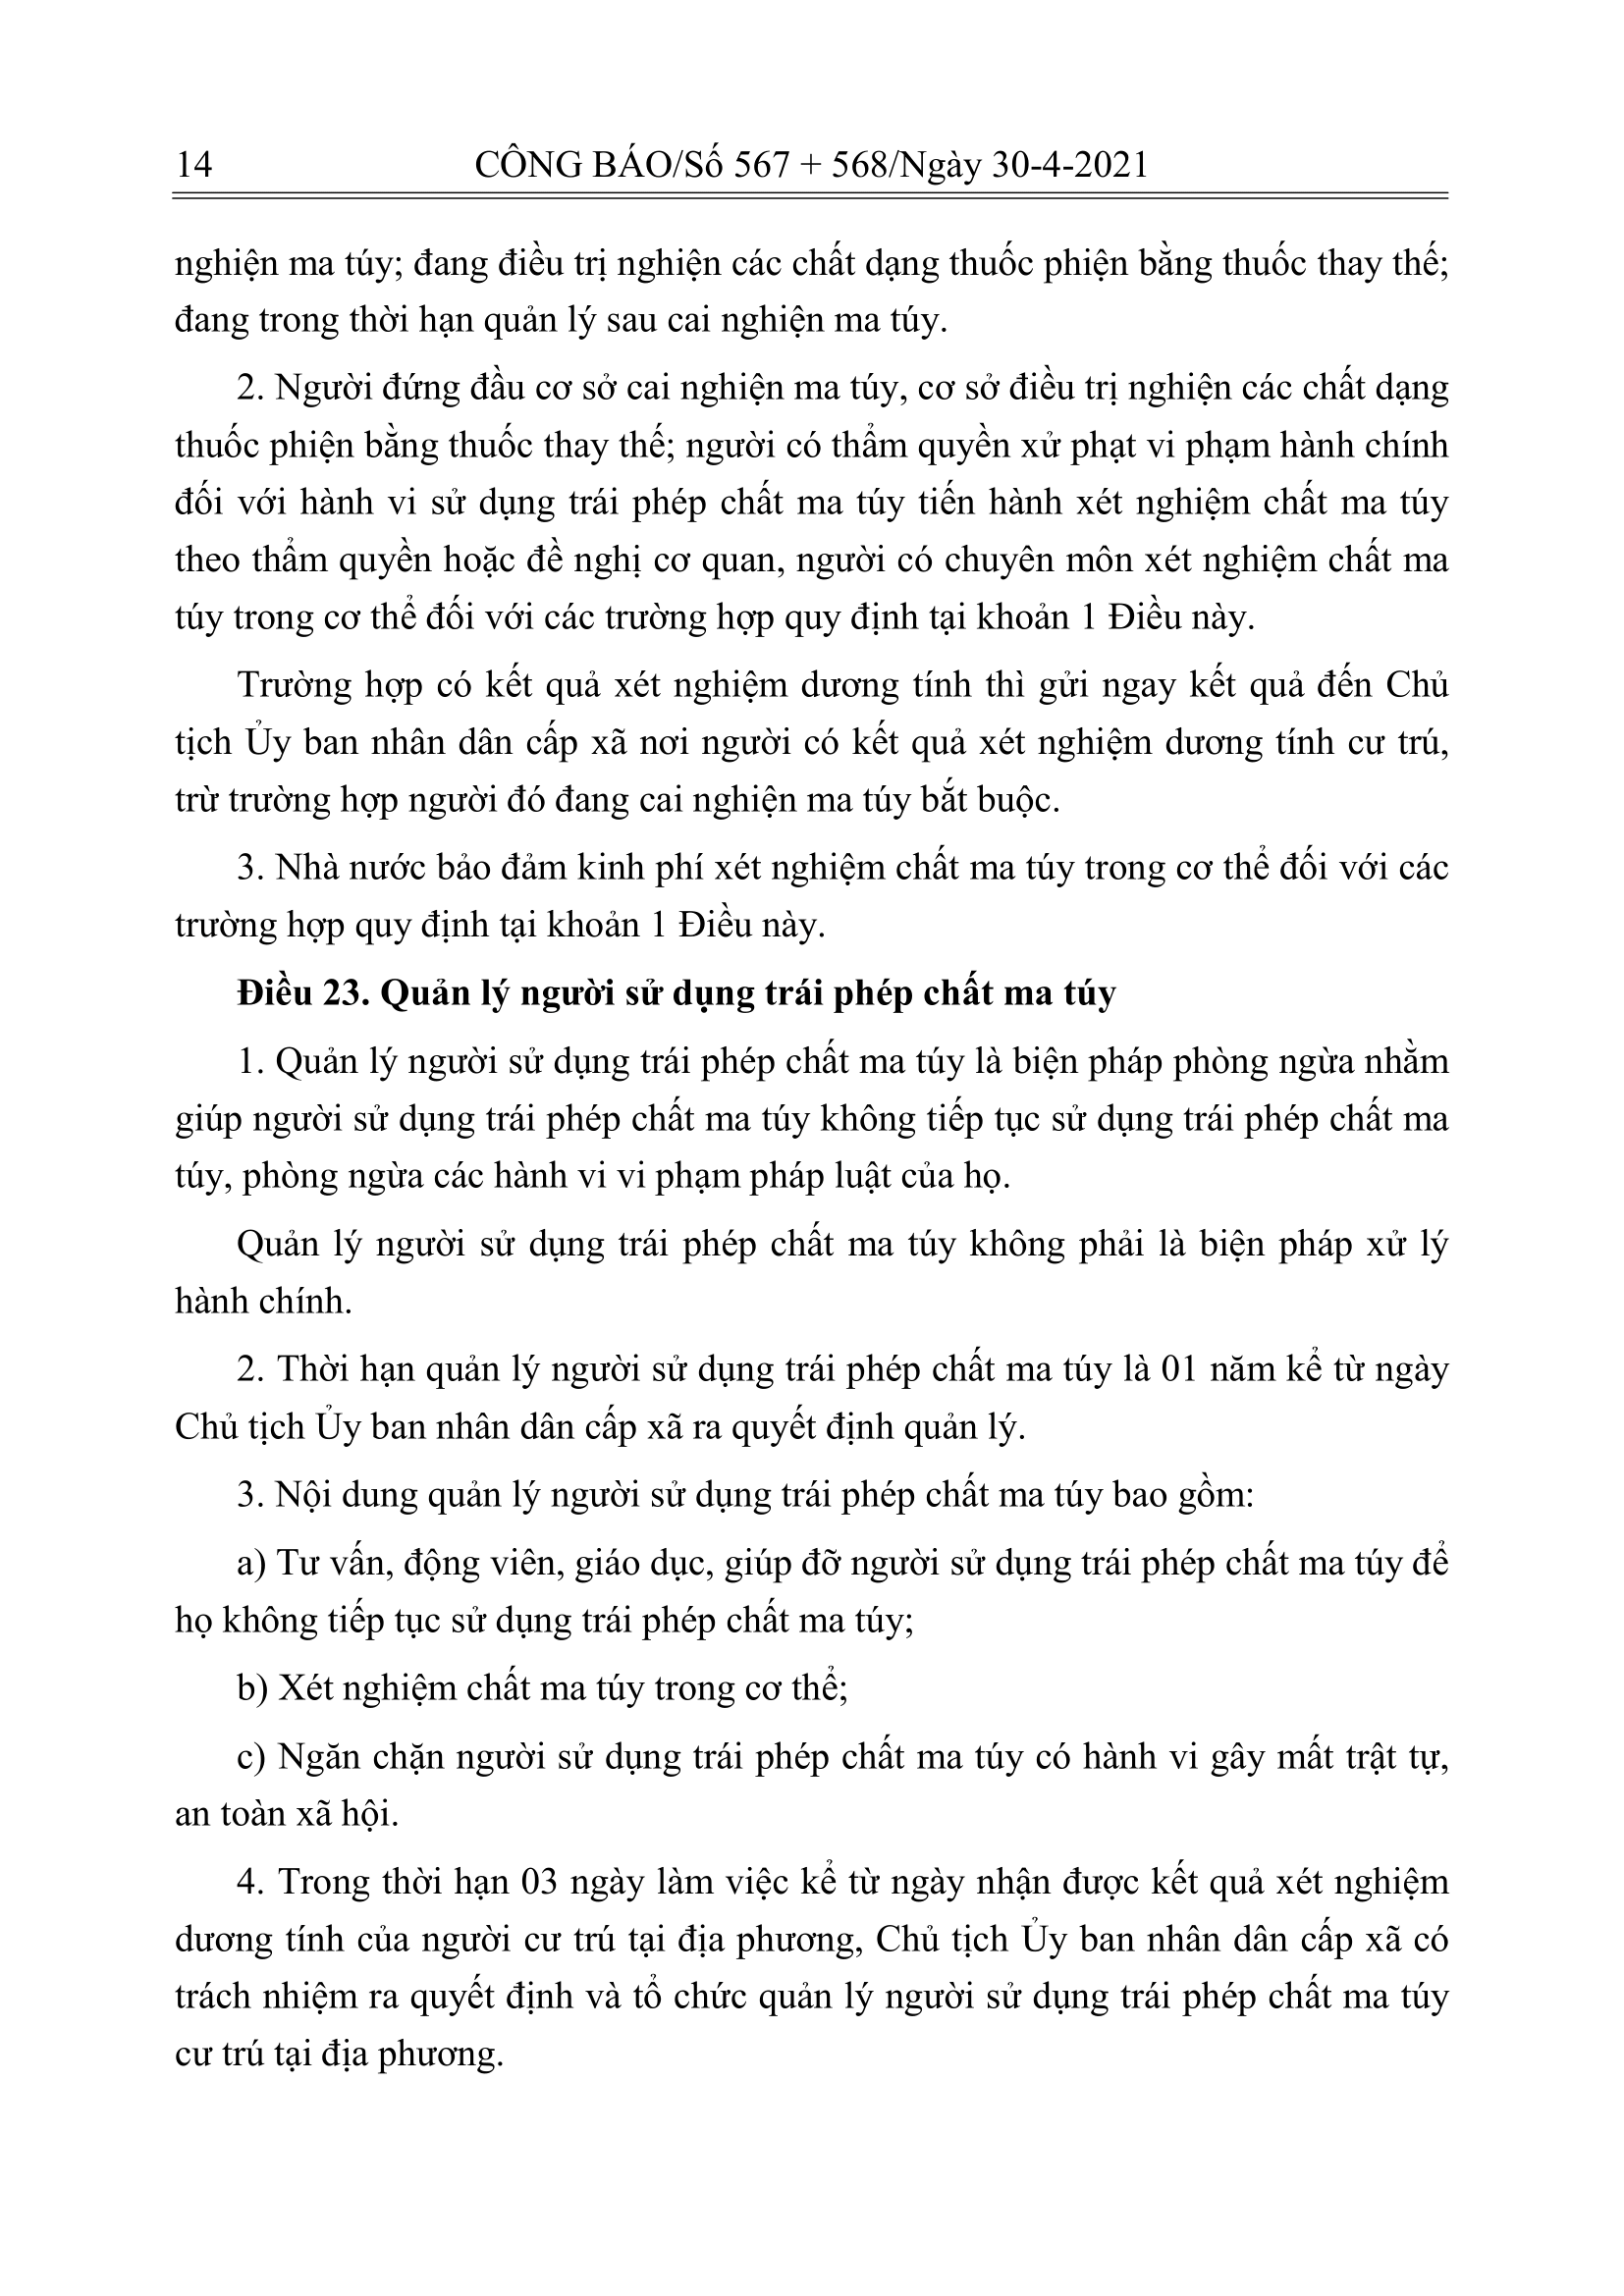 14 CÔNG BÁO/Số 567 + 568/Ngày 30-4-2021
nghiện ma túy; đang điều trị nghiện các chất dạng thuốc phiện bằng thuốc thay thế;
đang trong thời hạn quản lý sau cai nghiện ma túy.
2. Người đứng đầu cơ sở cai nghiện ma túy, cơ sở điều trị nghiện các chất dạng
thuốc phiện bằng thuốc thay thế; người có thẩm quyền xử phạt vi phạm hành chính
đối với hành vi sử dụng trái phép chất ma túy tiến hành xét nghiệm chất ma túy
theo thẩm quyền hoặc đề nghị cơ quan, người có chuyên môn xét nghiệm chất ma
túy trong cơ thể đối với các trường hợp quy định tại khoản 1 Điều này.
Trường hợp có kết quả xét nghiệm dương tính thì gửi ngay kết quả đến Chủ
tịch Ủy ban nhân dân cấp xã nơi người có kết quả xét nghiệm dương tính cư trú,
trừ trường hợp người đó đang cai nghiện ma túy bắt buộc.
3. Nhà nước bảo đảm kinh phí xét nghiệm chất ma túy trong cơ thể đối với các
trường hợp quy định tại khoản 1 Điều này.
Điều 23. Quản lý người sử dụng trái phép chất ma túy
1. Quản lý người sử dụng trái phép chất ma túy là biện pháp phòng ngừa nhằm
giúp người sử dụng trái phép chất ma túy không tiếp tục sử dụng trái phép chất ma
túy, phòng ngừa các hành vi vi phạm pháp luật của họ.
Quản lý người sử dụng trái phép chất ma túy không phải là biện pháp xử lý
hành chính.
2. Thời hạn quản lý người sử dụng trái phép chất ma túy là 01 năm kể từ ngày
Chủ tịch Ủy ban nhân dân cấp xã ra quyết định quản lý.
3. Nội dung quản lý người sử dụng trái phép chất ma túy bao gồm:
a) Tư vấn, động viên, giáo dục, giúp đỡ người sử dụng trái phép chất ma túy để
họ không tiếp tục sử dụng trái phép chất ma túy;
b) Xét nghiệm chất ma túy trong cơ thể;
c) Ngăn chặn người sử dụng trái phép chất ma túy có hành vi gây mất trật tự,
an toàn xã hội.
4. Trong thời hạn 03 ngày làm việc kể từ ngày nhận được kết quả xét nghiệm
dương tính của người cư trú tại địa phương, Chủ tịch Ủy ban nhân dân cấp xã có
trách nhiệm ra quyết định và tổ chức quản lý người sử dụng trái phép chất ma túy
cư trú tại địa phương.